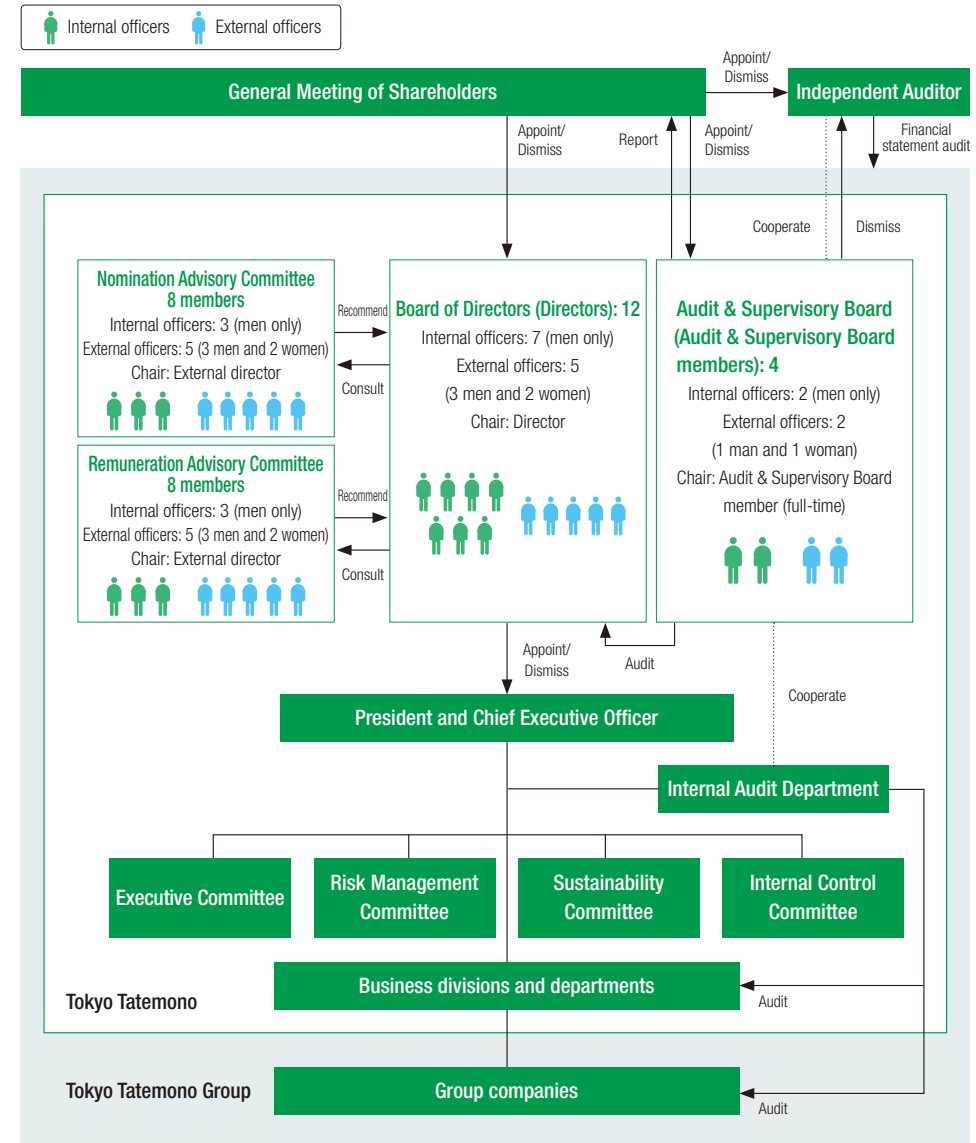 Internal officers
External officers
General Meeting of Shareholders
Appoint/
Dismiss
Independent Auditor
Appoint/
Dismiss
Report
Appoint/
Dismiss
Financial
statement audit
Cooperate
Dismiss
Nomination Advisory Committee
8 members
Internal officers: 3 (men only)
External officers: 5 (3 men and 2 women)
Chair: External director
Recommend
Consult
Board of Directors (Directors): 12
Internal officers: 7 (men only)
External officers: 5
(3 men and 2 women)
Chair: Director
Audit & Supervisory Board
(Audit & Supervisory Board
members): 4
Internal officers: 2 (men only)
External officers: 2
(1 man and 1 woman)
Chair: Audit & Supervisory Board
member (full-time)
Remuneration Advisory Committee
8 members
Internal officers: 3 (men only)
External officers: 5 (3 men and 2 women)
Chair: External director
Recommend
Consult
Appoint/
Dismiss
Audit
Cooperate
President and Chief Executive Officer
Internal Audit Department
Executive Committee
Risk Management
Committee
Sustainability
Committee
Internal Control
Committee
Business divisions and departments
Audit
Tokyo Tatemono
Tokyo Tatemono Group
Group companies
Audit